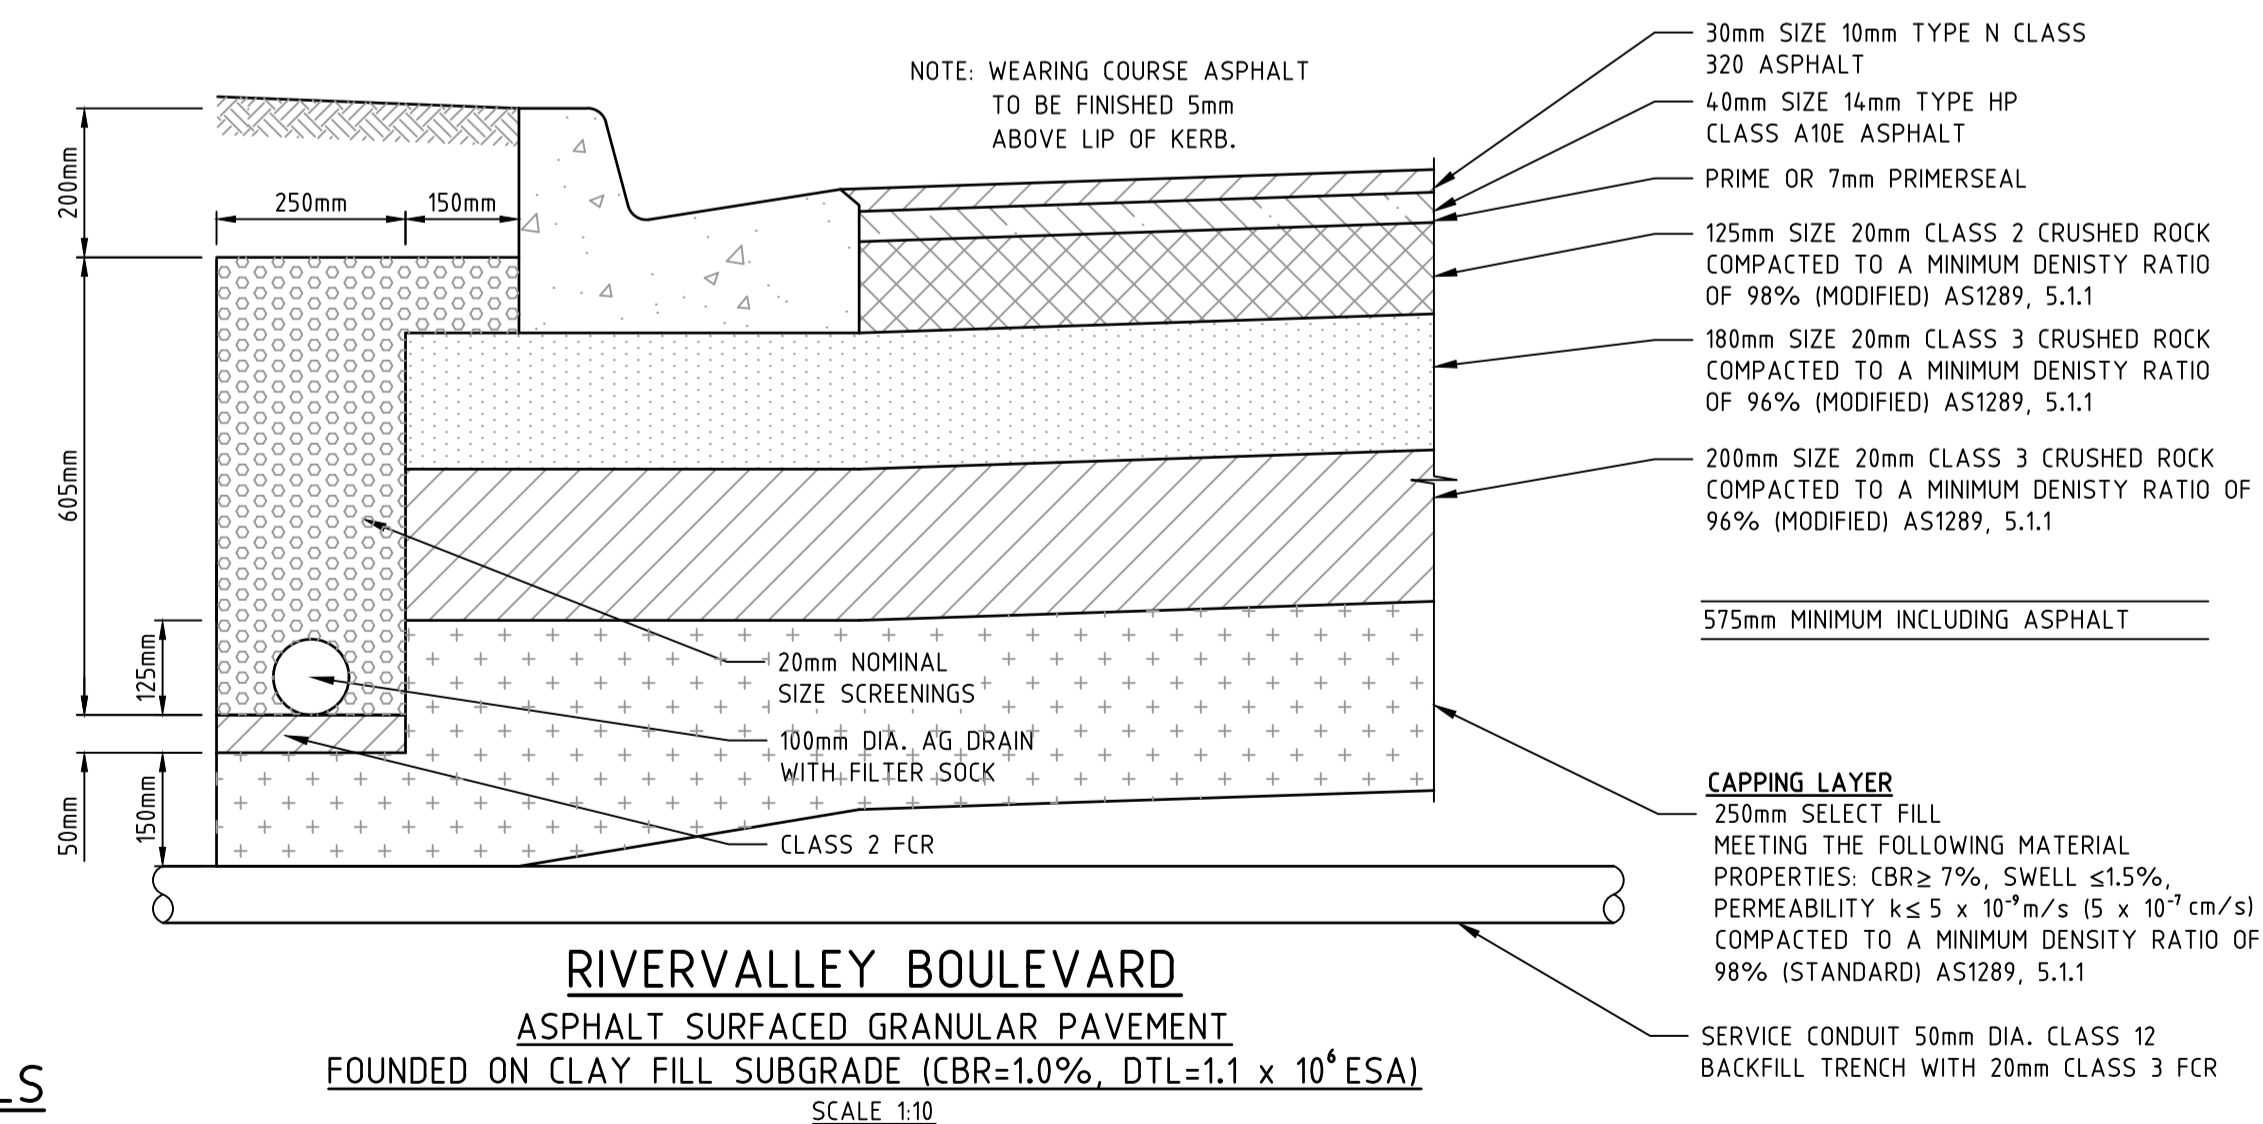 NOTE: WEARING COURSE ASPHALT
TO BE FINISHED 5mm
ABOVE LIP OF KERB.
200mm
250mm
150mm
605mm
125mm
50mm
150mm
30mm SIZE 10mm TYPE N CLASS
320 ASPHALT
40mm SIZE 14mm TYPE HP
CLASS A10E ASPHALT
PRIME OR 7mm PRIMERSEAL
125mm SIZE 20mm CLASS 2 CRUSHED ROCK
COMPACTED TO A MINIMUM DENISTY RATIO
OF 98% (MODIFIED) AS1289, 5.1.1
180mm SIZE 20mm CLASS 3 CRUSHED ROCK
COMPACTED TO A MINIMUM DENISTY RATIO
OF 96% (MODIFIED) AS1289, 5.1.1
200mm SIZE 20mm CLASS 3 CRUSHED ROCK
COMPACTED TO A MINIMUM DENISTY RATIO OF
96% (MODIFIED) AS1289, 5.1.1
575mm MINIMUM INCLUDING ASPHALT
20mm NOMINAL
SIZE SCREENINGS
100mm DIA. AG DRAIN
WITH FILTER SOCK
CLASS 2 FCR
CAPPING LAYER
250mm SELECT FILL
MEETING THE FOLLOWING MATERIAL
PROPERTIES: CBR≥ 7%, SWELL ≤1.5%,
PERMEABILITY k≤ 5 x 10⁻⁹m/s (5 x 10⁻⁷ cm/s)
COMPACTED TO A MINIMUM DENSITY RATIO OF
98% (STANDARD) AS1289, 5.1.1
SERVICE CONDUIT 50mm DIA. CLASS 12
BACKFILL TRENCH WITH 20mm CLASS 3 FCR
RIVERVALLEY BOULEVARD
ASPHALT SURFACED GRANULAR PAVEMENT
FOUNDED ON CLAY FILL SUBGRADE (CBR=1.0%, DTL=1.1 x 10⁶ ESA)
SCALE 1:10